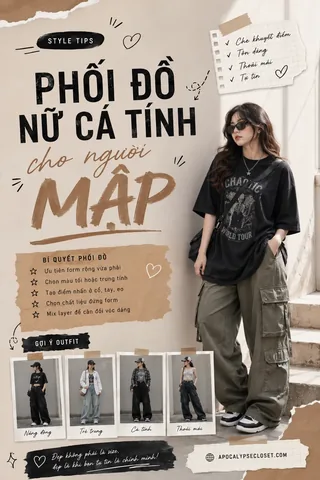 STYLE TIPS
Che khuyết điểm
Tôn dáng
Thoải mái
Tự tin
PHỐI ĐỒ
NỮ CÁ TÍNH
cho người
MẬP
CHAOTIC
WORLD TOUR
BÍ QUYẾT PHỐI ĐỒ
Ưu tiên form rộng vừa phải
Chọn màu tối hoặc trung tính
Tạo điểm nhấn ở cổ, tay, eo
Chọn chất liệu đứng form
Mix layer để cân đối vóc dáng
GỢI Ý OUTFIT
Năng động
Trẻ trung
Cá tính
Thoải mái
Đẹp không phải là size,
đẹp là khi bạn tự tin là chính mình!
APOCALYPSECLOSET.COM